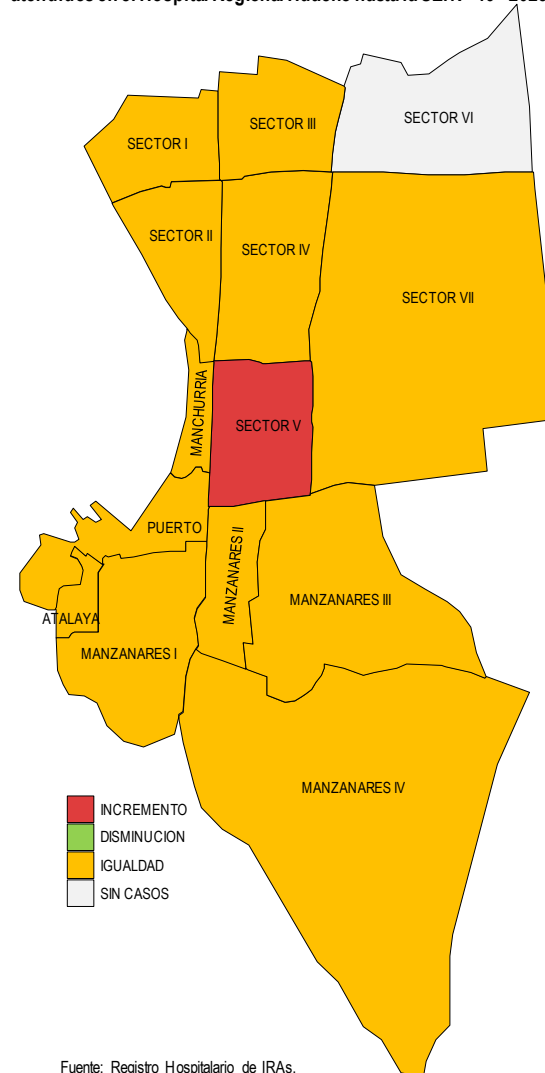 SECTOR VI
SECTOR III
SECTOR I
SECTOR II
SECTOR IV
SECTOR VII
MANCHURRIA
SECTOR V
PUERTO
MANZANARES II
MANZANARES III
ATALAYA
MANZANARES I
MANZANARES IV
INCREMENTO
DISMINUCION
IGUALDAD
SIN CASOS
Fuente: Registro Hospitalario de IRAs.